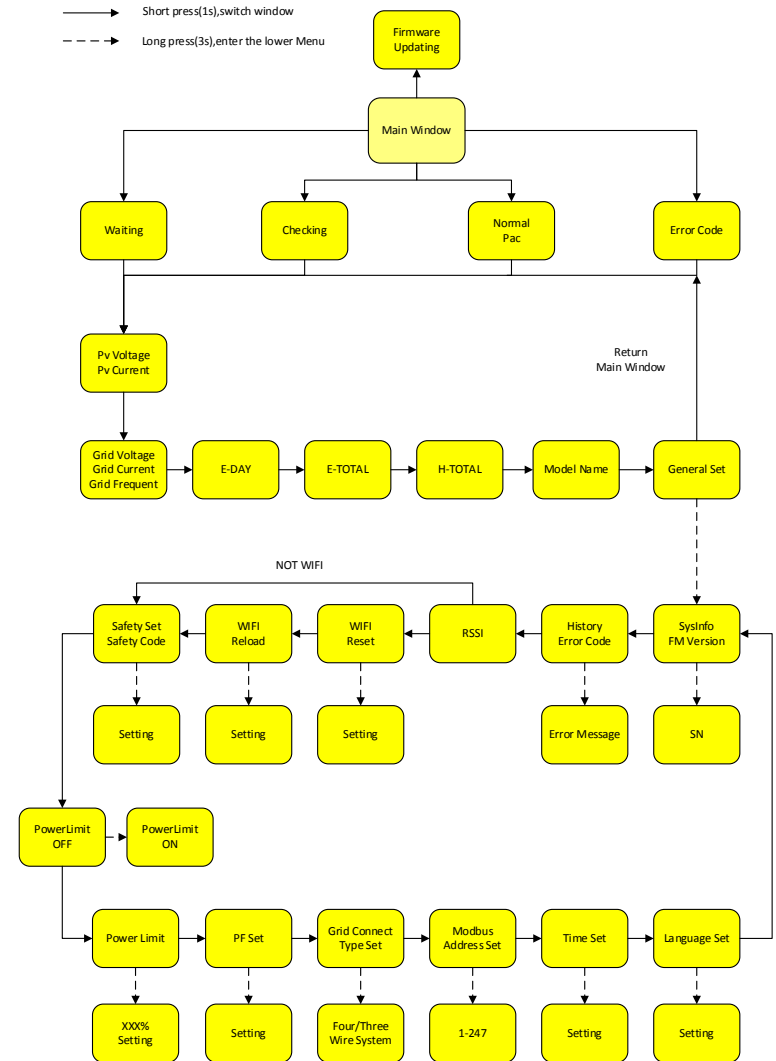 Short press(1s),switch window
Long press(3s),enter the lower Menu
Firmware
Updating
Main Window
Waiting
Checking
Normal
Pac
Error Code
Pv Voltage
Pv Current
Return
Main Window
Grid Voltage
Grid Current
Grid Frequent
E-DAY
E-TOTAL
H-TOTAL
Model Name
General Set
NOT WIFI
Safety Set
Safety Code
WIFI
Reload
WIFI
Reset
RSSI
History
Error Code
SysInfo
FM Version
Setting
Setting
Setting
Error Message
SN
PowerLimit
OFF
PowerLimit
ON
Power Limit
PF Set
Grid Connect
Type Set
Modbus
Address Set
Time Set
Language Set
XXX%
Setting
Setting
Four/Three
Wire System
1-247
Setting
Setting